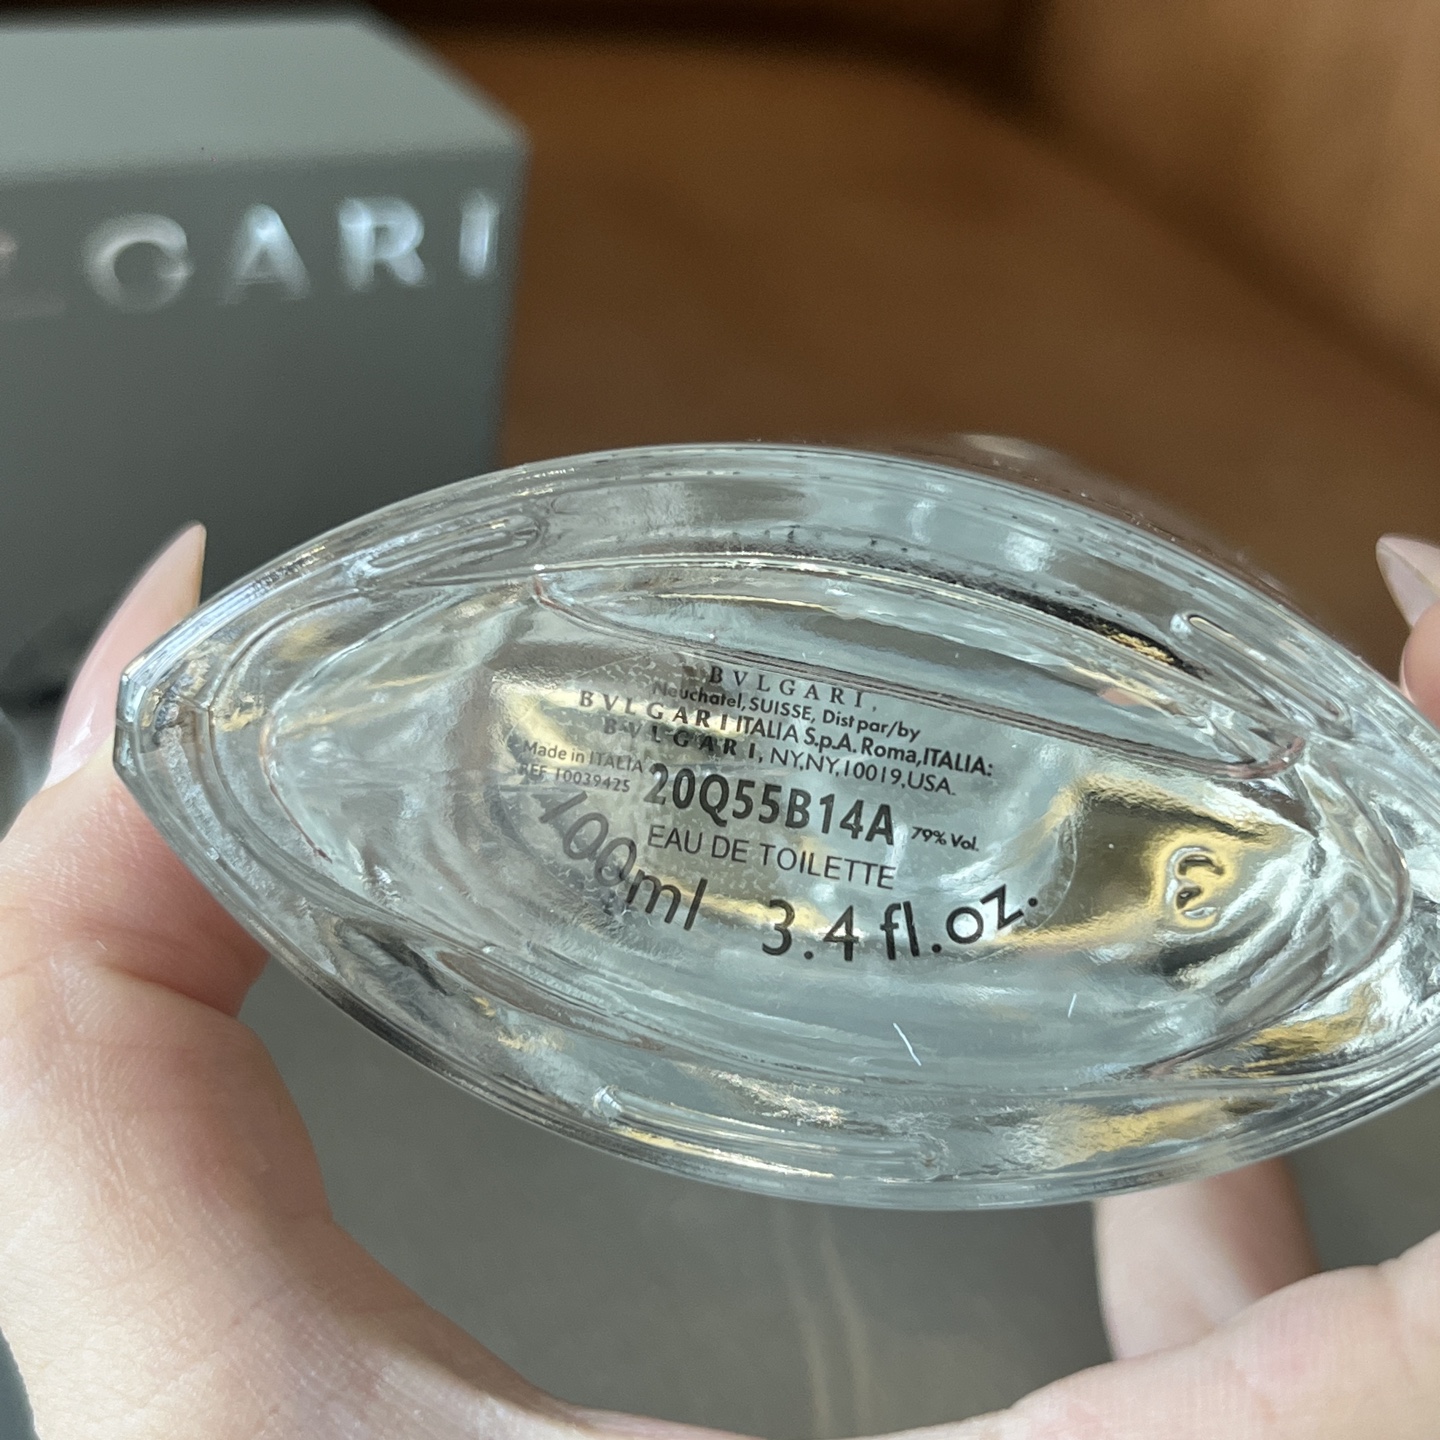 LGARI
BVLGARI,
Neuchatel, SUISSE, Dist par/by
BVLGARI ITALIA S.p.A. Roma, ITALIA:
BVLGARI, NY,NY,10019,USA.
Made in ITALIA
REF. 10039425
20Q55B14A 79% Vol.
EAU DE TOILETTE
100ml 3.4 fl.oz.